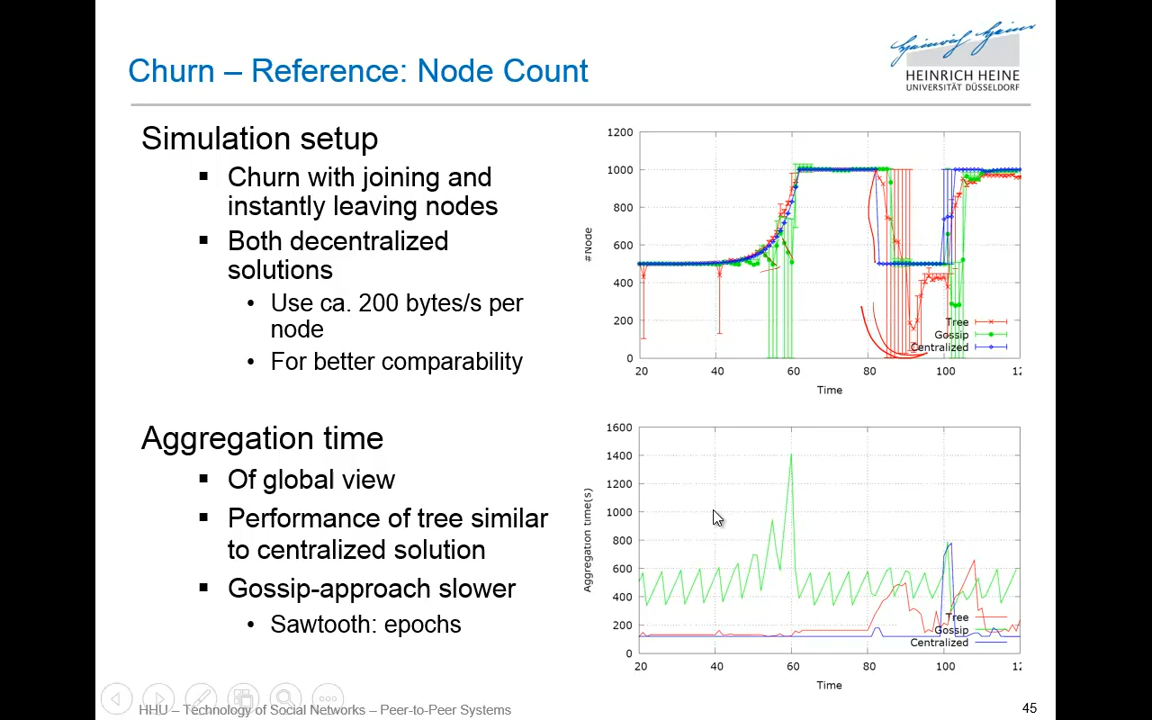 Churn – Reference: Node Count
Heinrich Heine
HEINRICH HEINE
UNIVERSITÄT DÜSSELDORF
Simulation setup
▪ Churn with joining and
instantly leaving nodes
▪ Both decentralized
solutions
• Use ca. 200 bytes/s per
node
• For better comparability
Aggregation time
▪ Of global view
▪ Performance of tree similar
to centralized solution
▪ Gossip-approach slower
• Sawtooth: epochs
1200
1000
800
600
400
200
0
#Node
Tree
Gossip
Centralized
20 40 60 80 100 12
Time
1600
1400
1200
1000
800
600
400
200
0
Aggregation time(s)
Tree
Gossip
Centralized
20 40 60 80 100 12
Time
HHU – Technology of Social Networks – Peer-to-Peer Systems
45